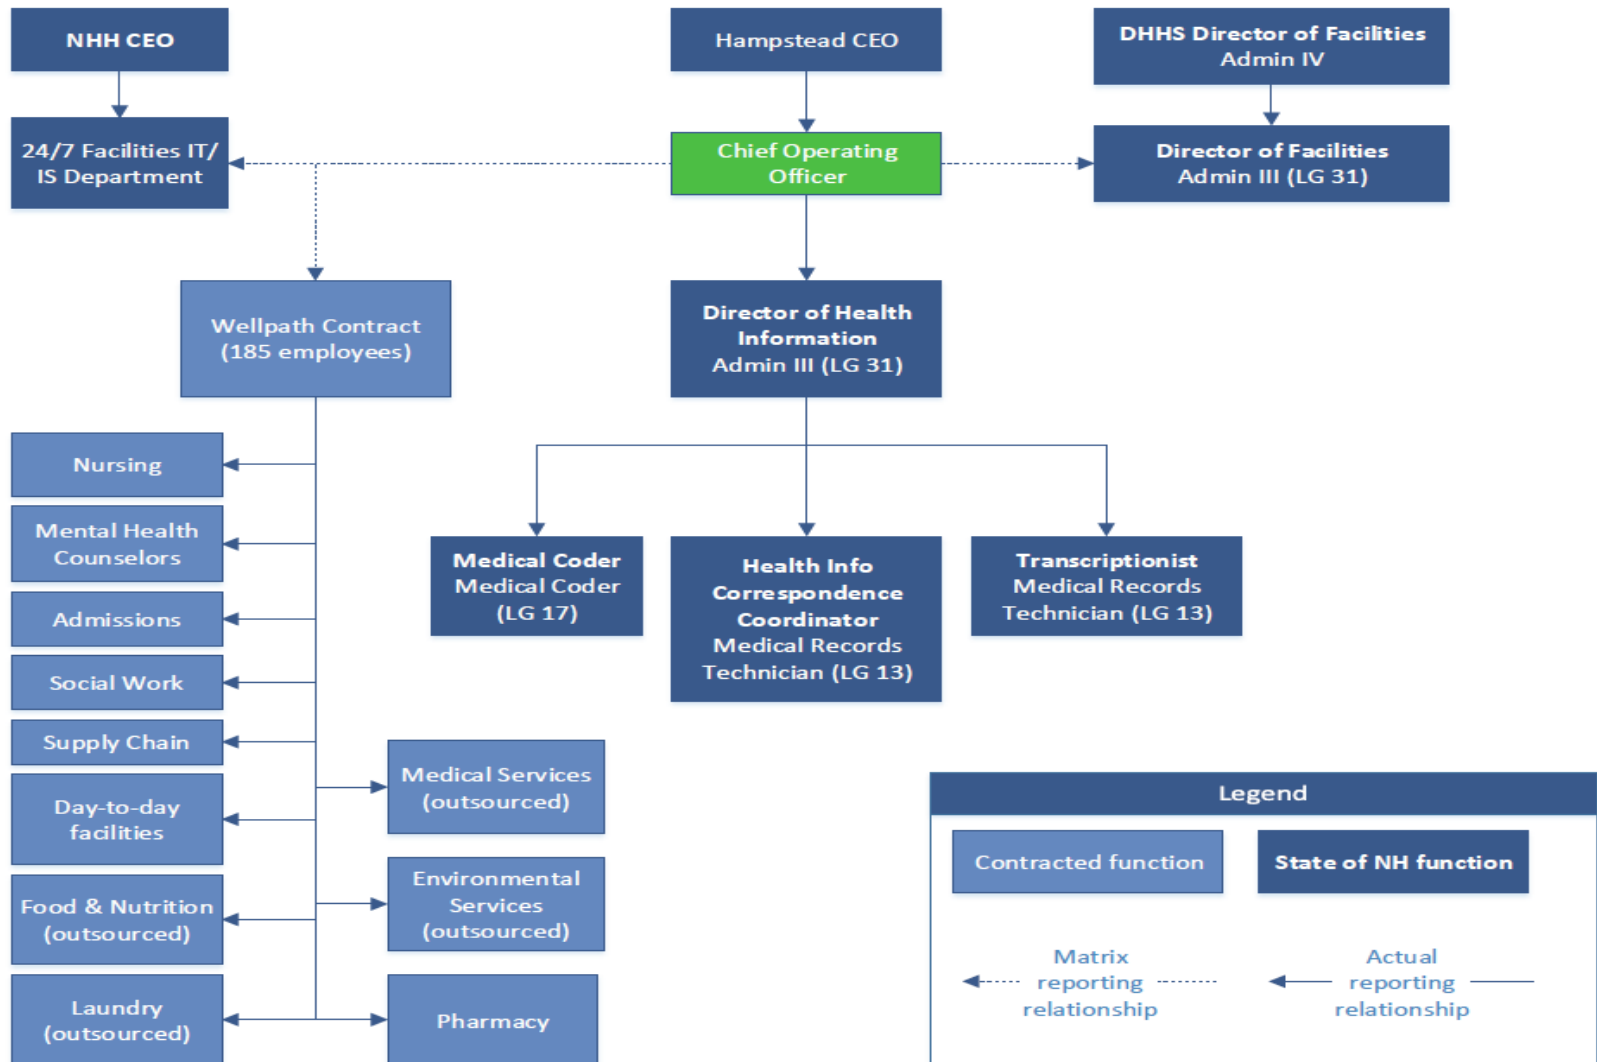 NHH CEO
Hampstead CEO
DHHS Director of Facilities
Admin IV
24/7 Facilities IT/
IS Department
Chief Operating
Officer
Director of Facilities
Admin III (LG 31)
Wellpath Contract
(185 employees)
Director of Health
Information
Admin III (LG 31)
Nursing
Mental Health
Counselors
Admissions
Social Work
Supply Chain
Day-to-day
facilities
Food & Nutrition
(outsourced)
Laundry
(outsourced)
Medical Services
(outsourced)
Environmental
Services
(outsourced)
Pharmacy
Medical Coder
Medical Coder
(LG 17)
Health Info
Correspondence
Coordinator
Medical Records
Technician (LG 13)
Transcriptionist
Medical Records
Technician (LG 13)
Legend
Contracted function
State of NH function
Matrix
reporting
relationship
Actual
reporting
relationship